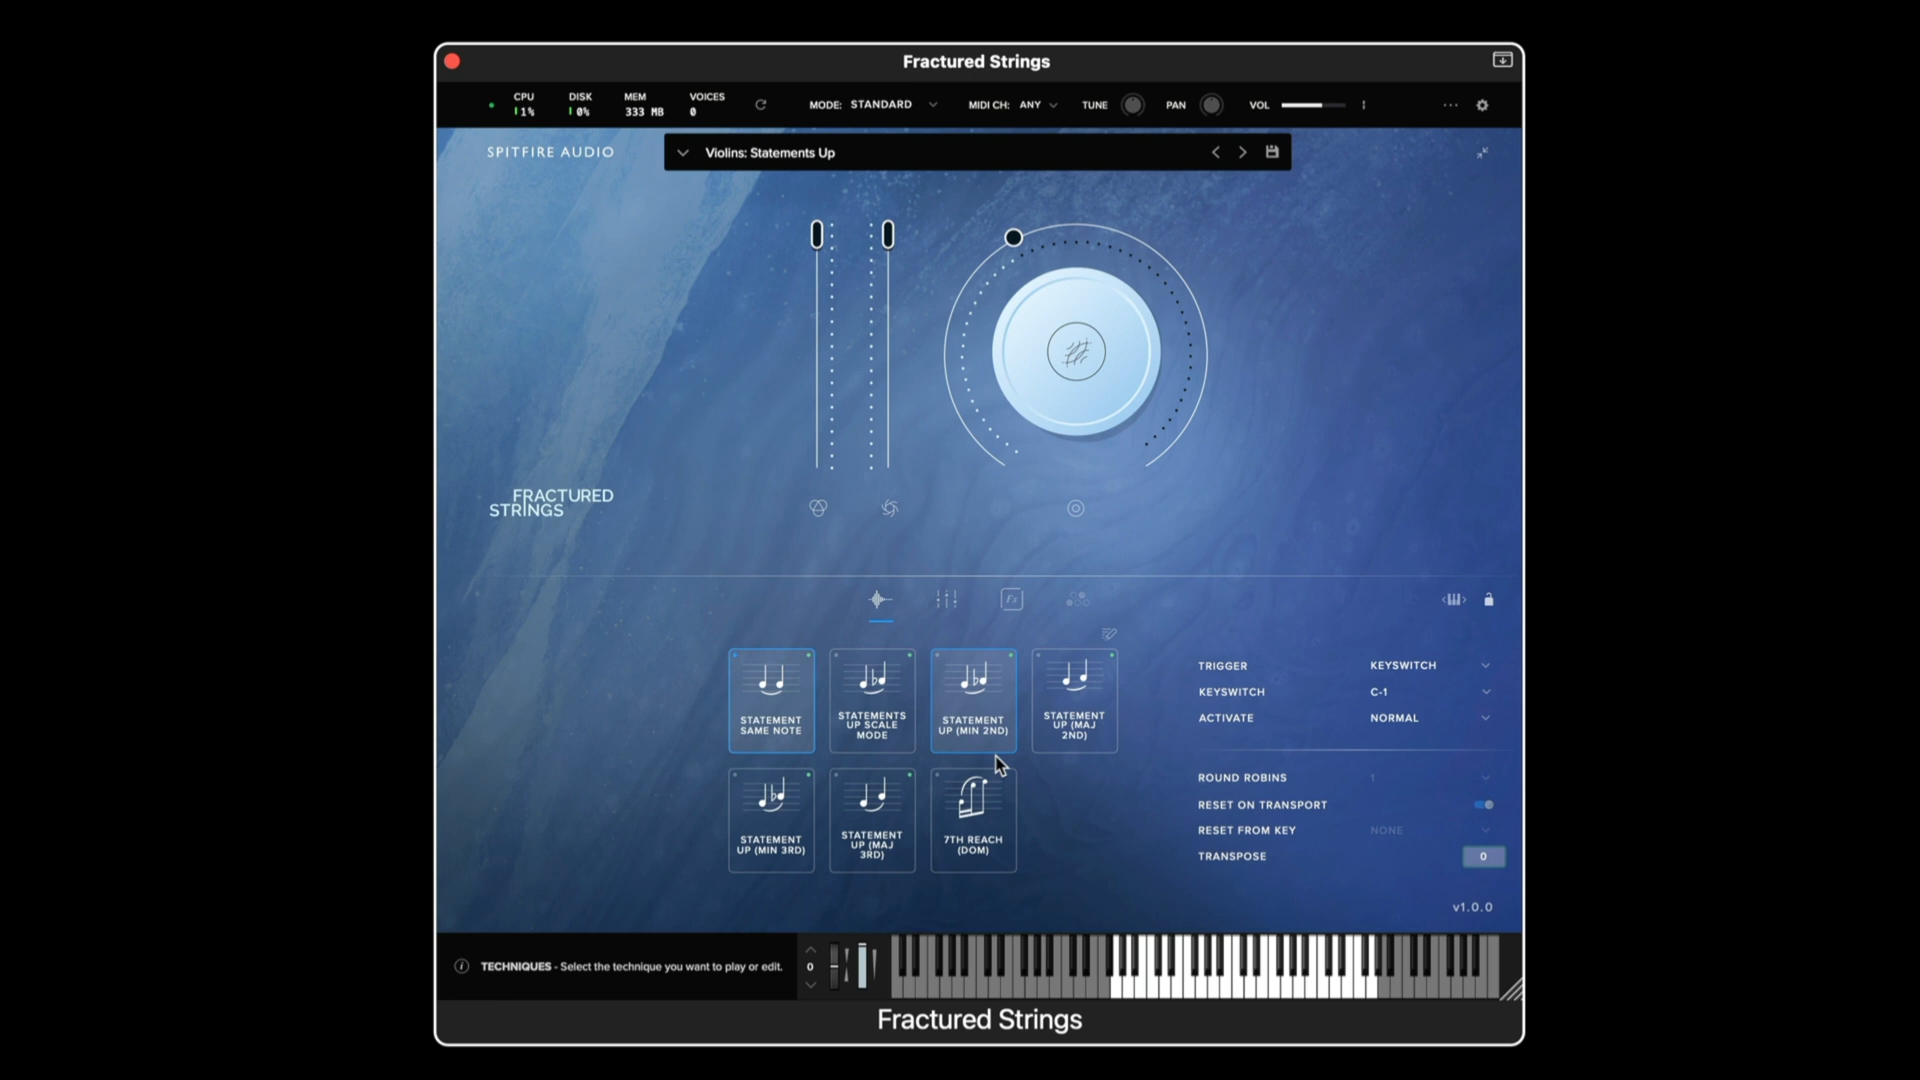 Fractured Strings
CPU DISK MEM VOICES
1% 0% 333 MB 0
MODE: STANDARD MIDI CH: ANY TUNE PAN VOL
SPITFIRE AUDIO
Violins: Statements Up
FRACTURED
STRINGS
Fx
STATEMENT
SAME NOTE
STATEMENTS
UP SCALE
MODE
STATEMENT
UP (MIN 2ND)
STATEMENT
UP (MAJ
2ND)
STATEMENT
UP (MIN 3RD)
STATEMENT
UP (MAJ
3RD)
7TH REACH
(DOM)
TRIGGER KEYSWITCH
KEYSWITCH C-1
ACTIVATE NORMAL
ROUND ROBINS 1
RESET ON TRANSPORT
RESET FROM KEY NONE
TRANSPOSE 0
v1.0.0
TECHNIQUES - Select the technique you want to play or edit.
0
Fractured Strings